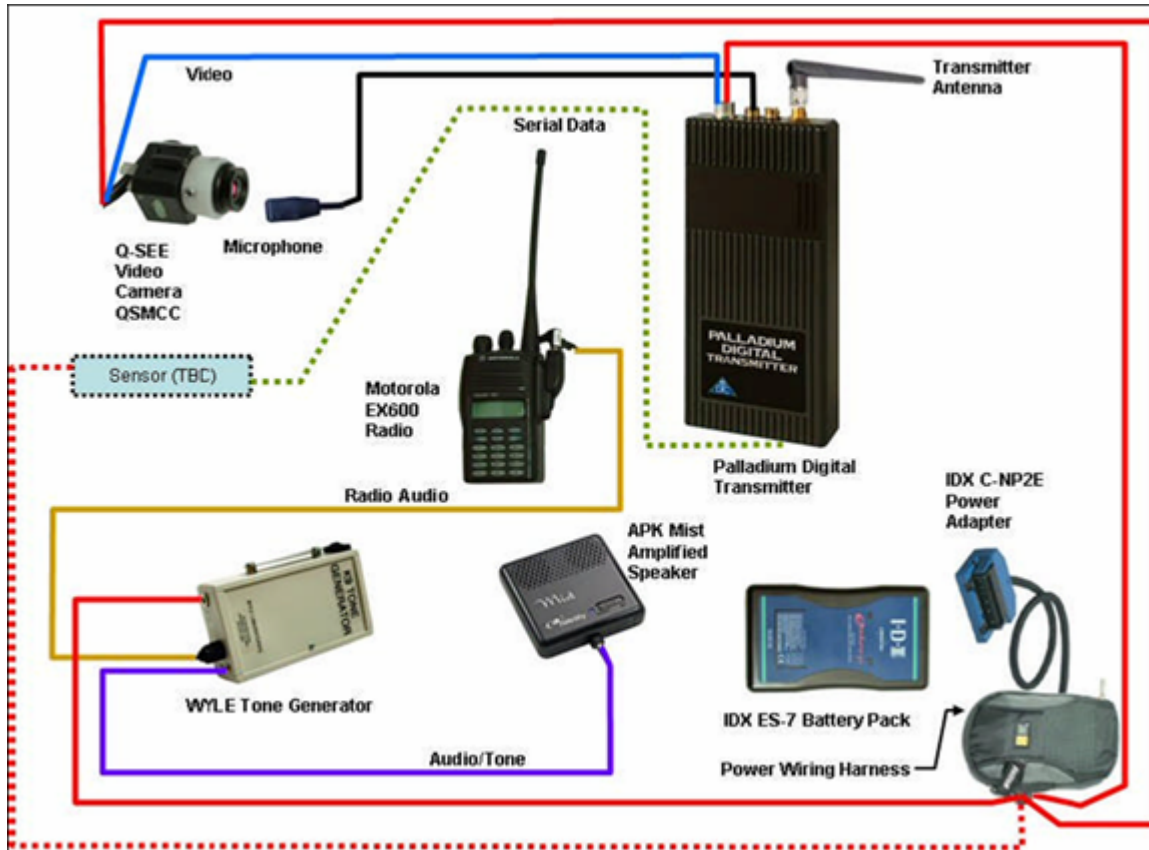 Video
Transmitter
Antenna
Serial Data
Q-SEE
Video
Camera
QSMCC
Microphone
PALLADIUM
DIGITAL
TRANSMITTER
Sensor (TBD)
Motorola
EX600
Radio
Palladium Digital
Transmitter
IDX C-NP2E
Power
Adapter
Radio Audio
APK Mist
Amplified
Speaker
K9 TONE
GENERATOR
WYLE Tone Generator
IDX ES-7 Battery Pack
Audio/Tone
Power Wiring Harness